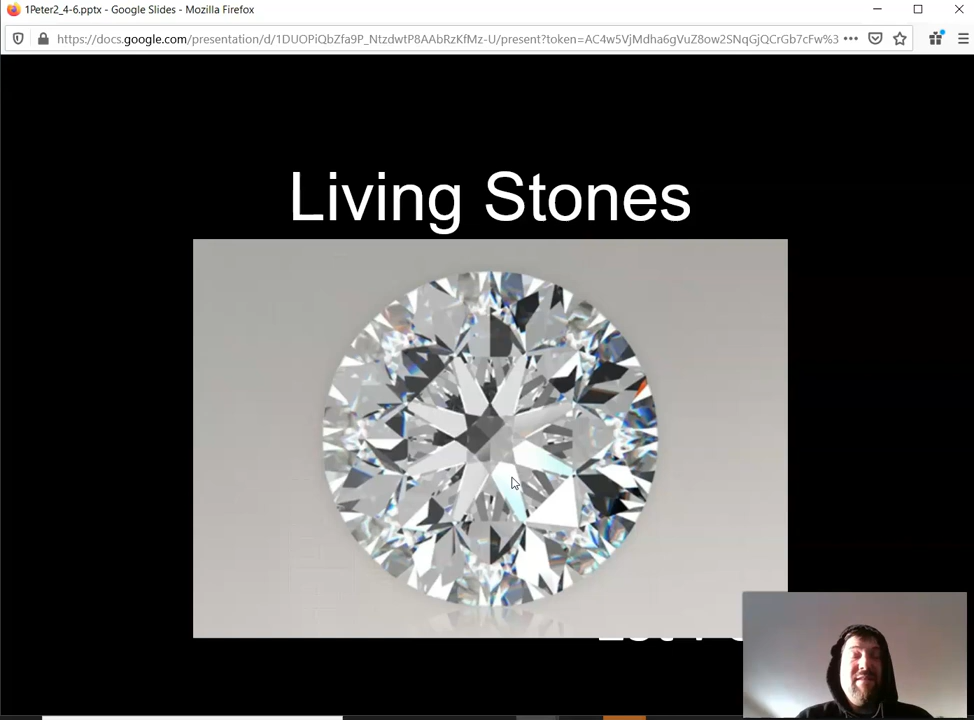 1Peter2_4-6.pptx - Google Slides - Mozilla Firefox
https://docs.google.com/presentation/d/1DUOPiQbZfa9P_NtzdwtP8AAbRzKfMz-U/present?token=AC4w5VjMdha6gVuZ8ow2SNqGjQCrGb7cFw%3
Living Stones